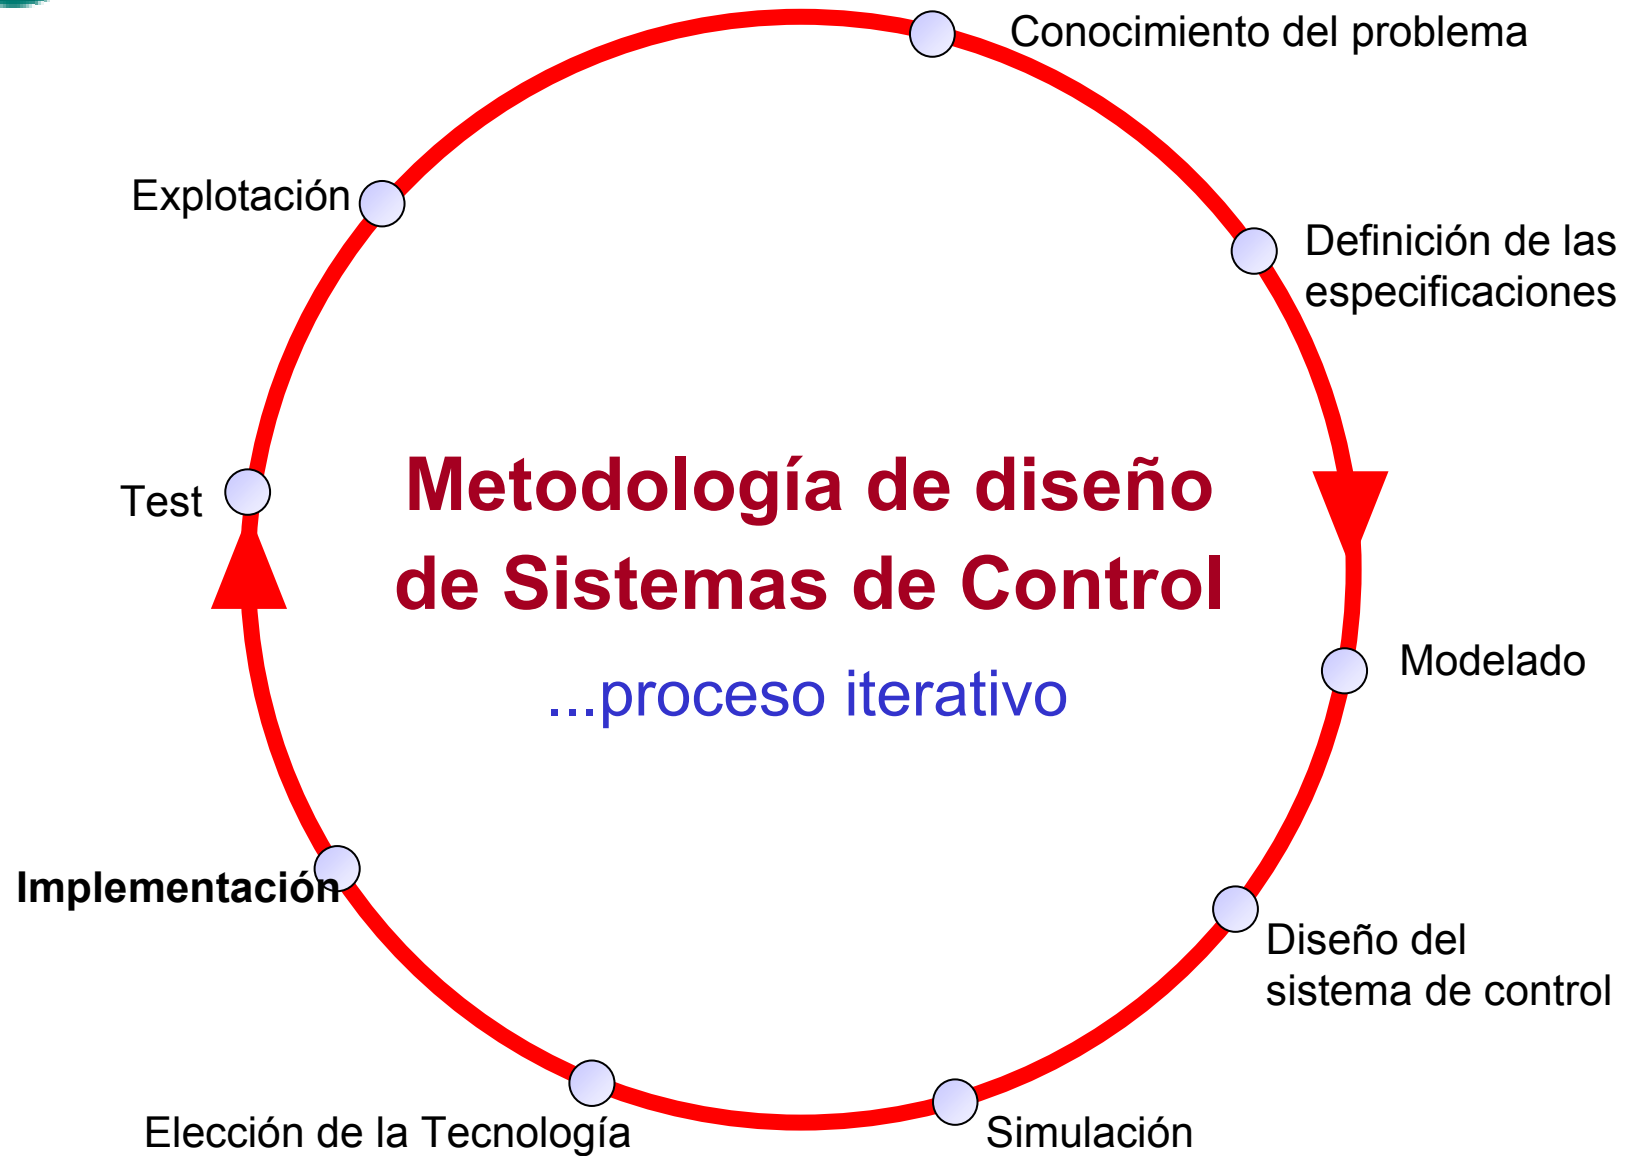 Conocimiento del problema
Explotación
Definición de las
especificaciones
Metodología de diseño
de Sistemas de Control
...proceso iterativo
Test
Modelado
Implementación
Diseño del
sistema de control
Elección de la Tecnología
Simulación